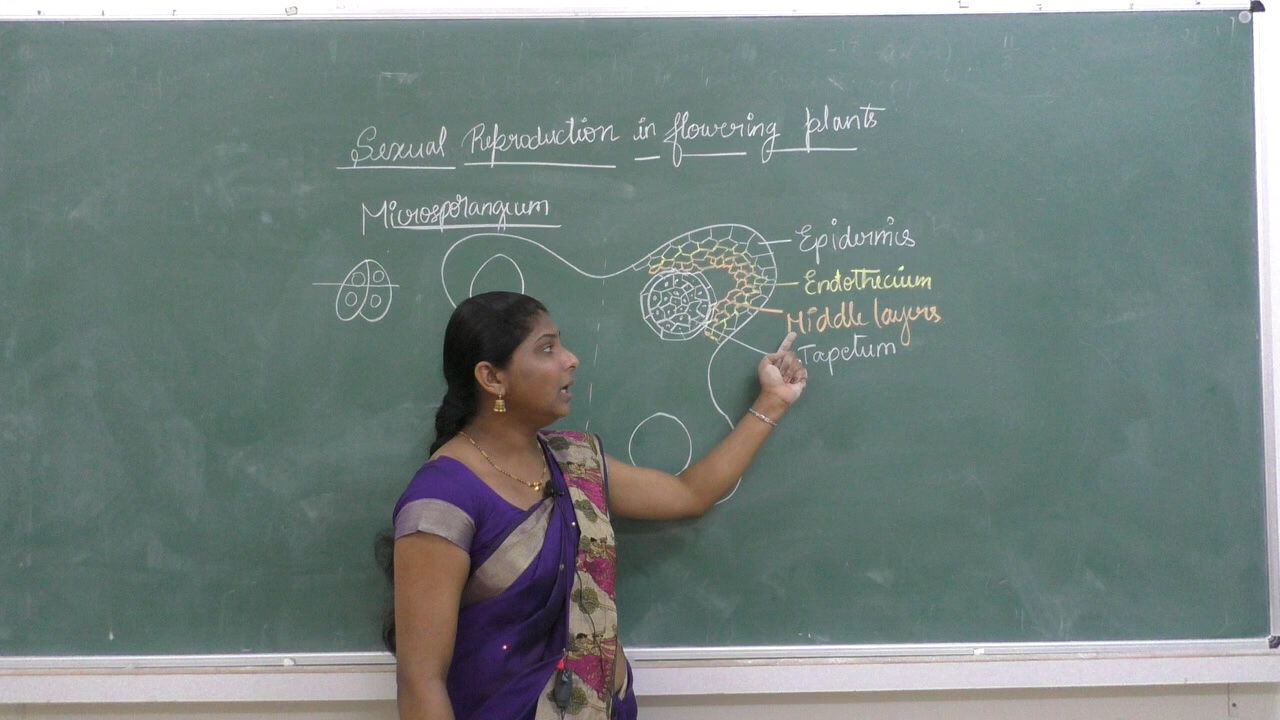 Sexual Reproduction in flowering plants
Microsporangium
Epidermis
Endothecium
Middle layers
Tapetum